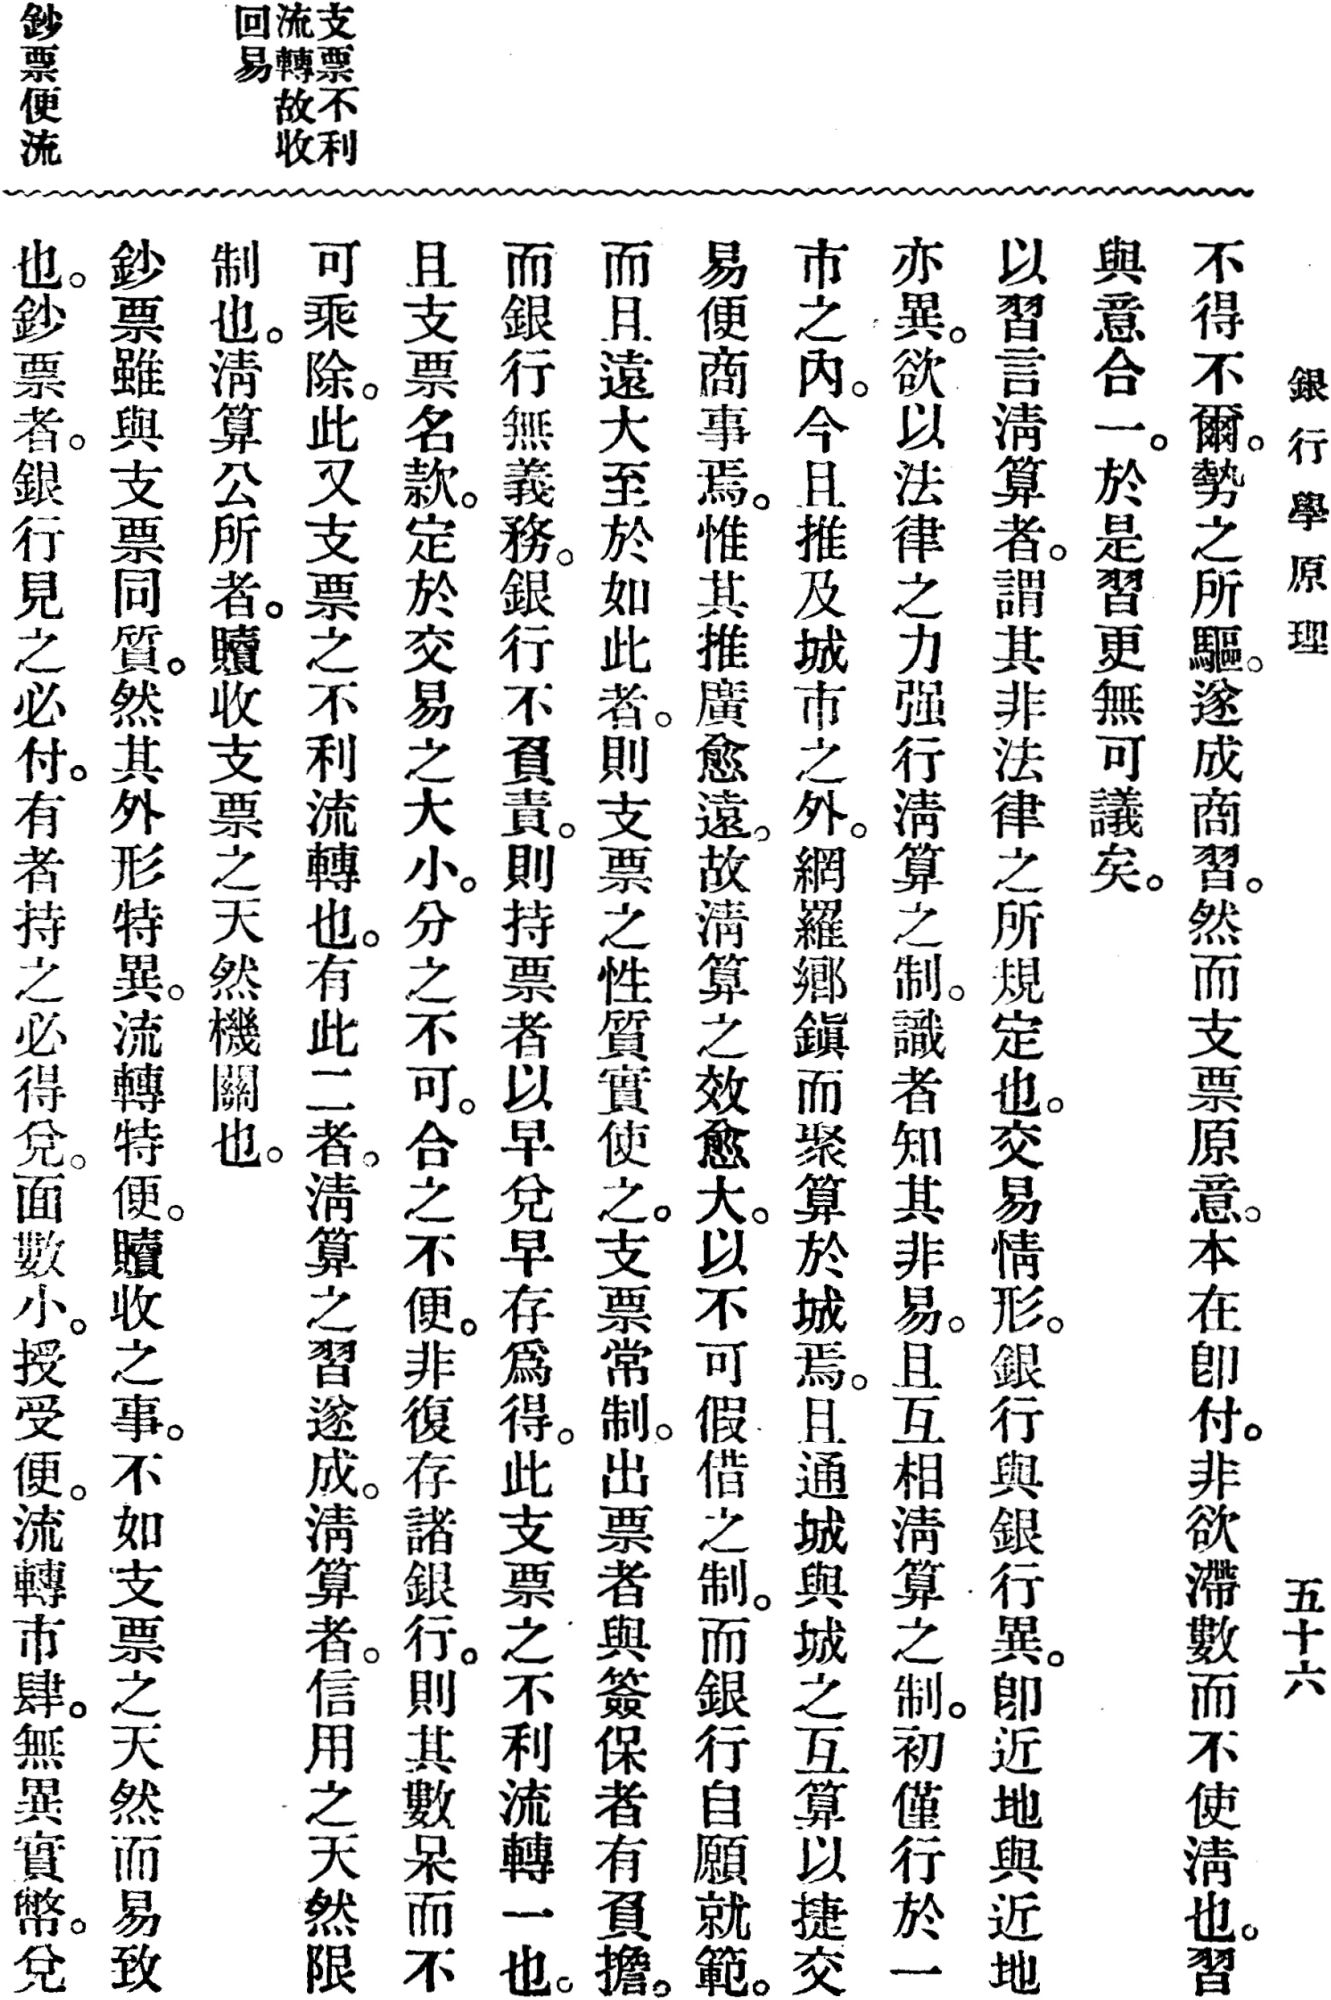 銀行學原理
五十六
不得不爾。勢之所驅。遂成商習。然而支票原意。本在卽付。非欲滯數而不使淸也。習
與意合一。於是習更無可議矣。
以習言淸算者。謂其非法律之所規定也。交易情形。銀行與銀行異。卽近地與近地
亦異。欲以法律之力强行淸算之制。識者知其非易。且互相淸算之制。初僅行於一
市之內。今且推及城市之外。網羅鄉鎭而聚算於城焉。且通城與城之互算以捷交
易便商事焉。惟其推廣愈遠。故淸算之效愈大。以不可假借之制。而銀行自願就範。
而且遠大至於如此者。則支票之性質實使之。支票常制。出票者與簽保者有負擔。
而銀行無義務。銀行不負責。則持票者以早兌早存爲得。此支票之不利流轉一也。
且支票名款。定於交易之大小。分之不可。合之不便。非復存諸銀行。則其數呆而不
可乘除。此又支票之不利流轉也。有此二者。淸算之習遂成。淸算者。信用之天然限
制也。淸算公所者。贖收支票之天然機關也。
鈔票雖與支票同質。然其外形特異。流轉特便。贖收之事。不如支票之天然而易致
也。鈔票者。銀行見之必付。有者持之必得兌。面數小。授受便。流轉市肆。無異實幣。兌
支票不利
流轉故收
回易
鈔票便流